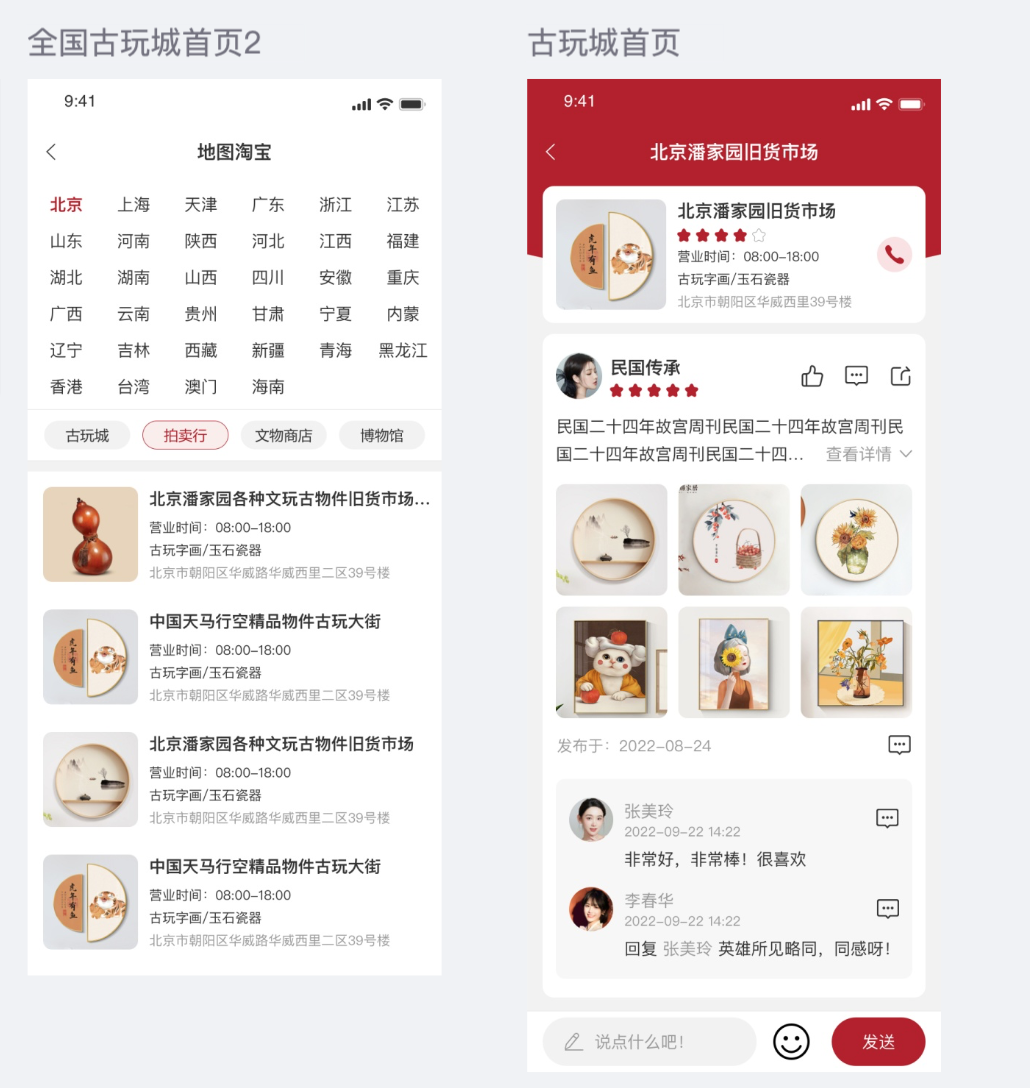 全国古玩城首页2
9:41
地图淘宝
北京 上海 天津 广东 浙江 江苏
山东 河南 陕西 河北 江西 福建
湖北 湖南 山西 四川 安徽 重庆
广西 云南 贵州 甘肃 宁夏 内蒙
辽宁 吉林 西藏 新疆 青海 黑龙江
香港 台湾 澳门 海南
古玩城 拍卖行 文物商店 博物馆
北京潘家园各种文玩古物件旧货市场...
营业时间：08:00–18:00
古玩字画/玉石瓷器
北京市朝阳区华威路华威西里二区39号楼
虎年有鱼
中国天马行空精品物件古玩大街
营业时间：08:00–18:00
古玩字画/玉石瓷器
北京市朝阳区华威路华威西里二区39号楼
北京潘家园各种文玩古物件旧货市场
营业时间：08:00–18:00
古玩字画/玉石瓷器
北京市朝阳区华威路华威西里二区39号楼
中国天马行空精品物件古玩大街
营业时间：08:00–18:00
古玩字画/玉石瓷器
北京市朝阳区华威路华威西里二区39号楼
古玩城首页
9:41
北京潘家园旧货市场
北京潘家园旧货市场
营业时间：08:00–18:00
古玩字画/玉石瓷器
北京市朝阳区华威西里39号楼
民国传承
民国二十四年故宫周刊民国二十四年故宫周刊民
国二十四年故宫周刊民国二十四... 查看详情
发布于：2022-08-24
张美玲
2022-09-22 14:22
非常好，非常棒！很喜欢
李春华
2022-09-22 14:22
回复 张美玲 英雄所见略同，同感呀！
说点什么吧！
发送